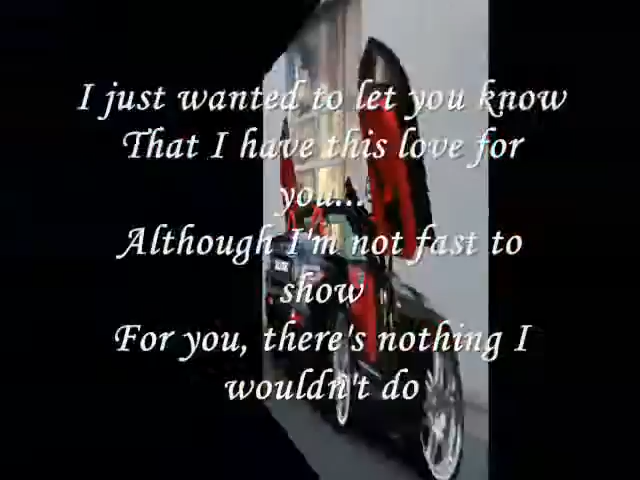 I just wanted to let you know
That I have this love for
you...
Although I'm not fast to
show
For you, there's nothing I
wouldn't do